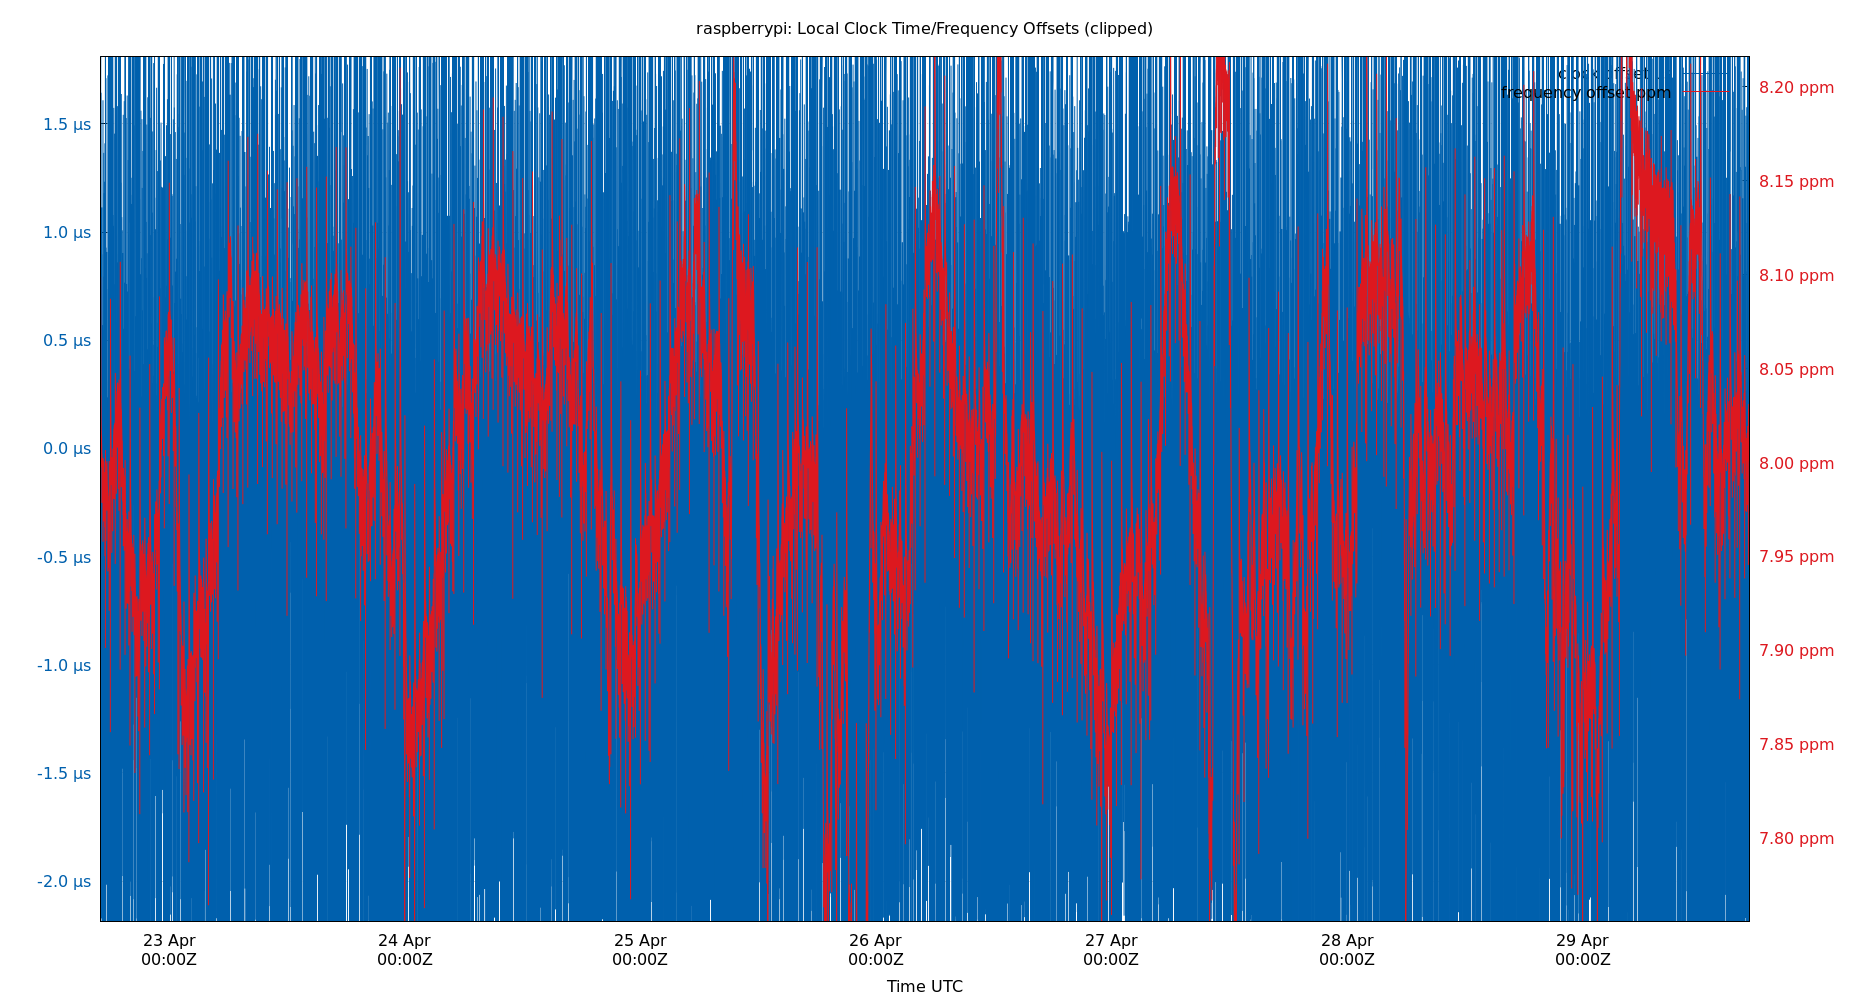 raspberrypi: Local Clock Time/Frequency Offsets (clipped)
clock offset
frequency offset ppm
1.5 µs
1.0 µs
0.5 µs
0.0 µs
-0.5 µs
-1.0 µs
-1.5 µs
-2.0 µs
8.20 ppm
8.15 ppm
8.10 ppm
8.05 ppm
8.00 ppm
7.95 ppm
7.90 ppm
7.85 ppm
7.80 ppm
23 Apr 24 Apr 25 Apr 26 Apr 27 Apr 28 Apr 29 Apr
00:00Z 00:00Z 00:00Z 00:00Z 00:00Z 00:00Z 00:00Z
Time UTC